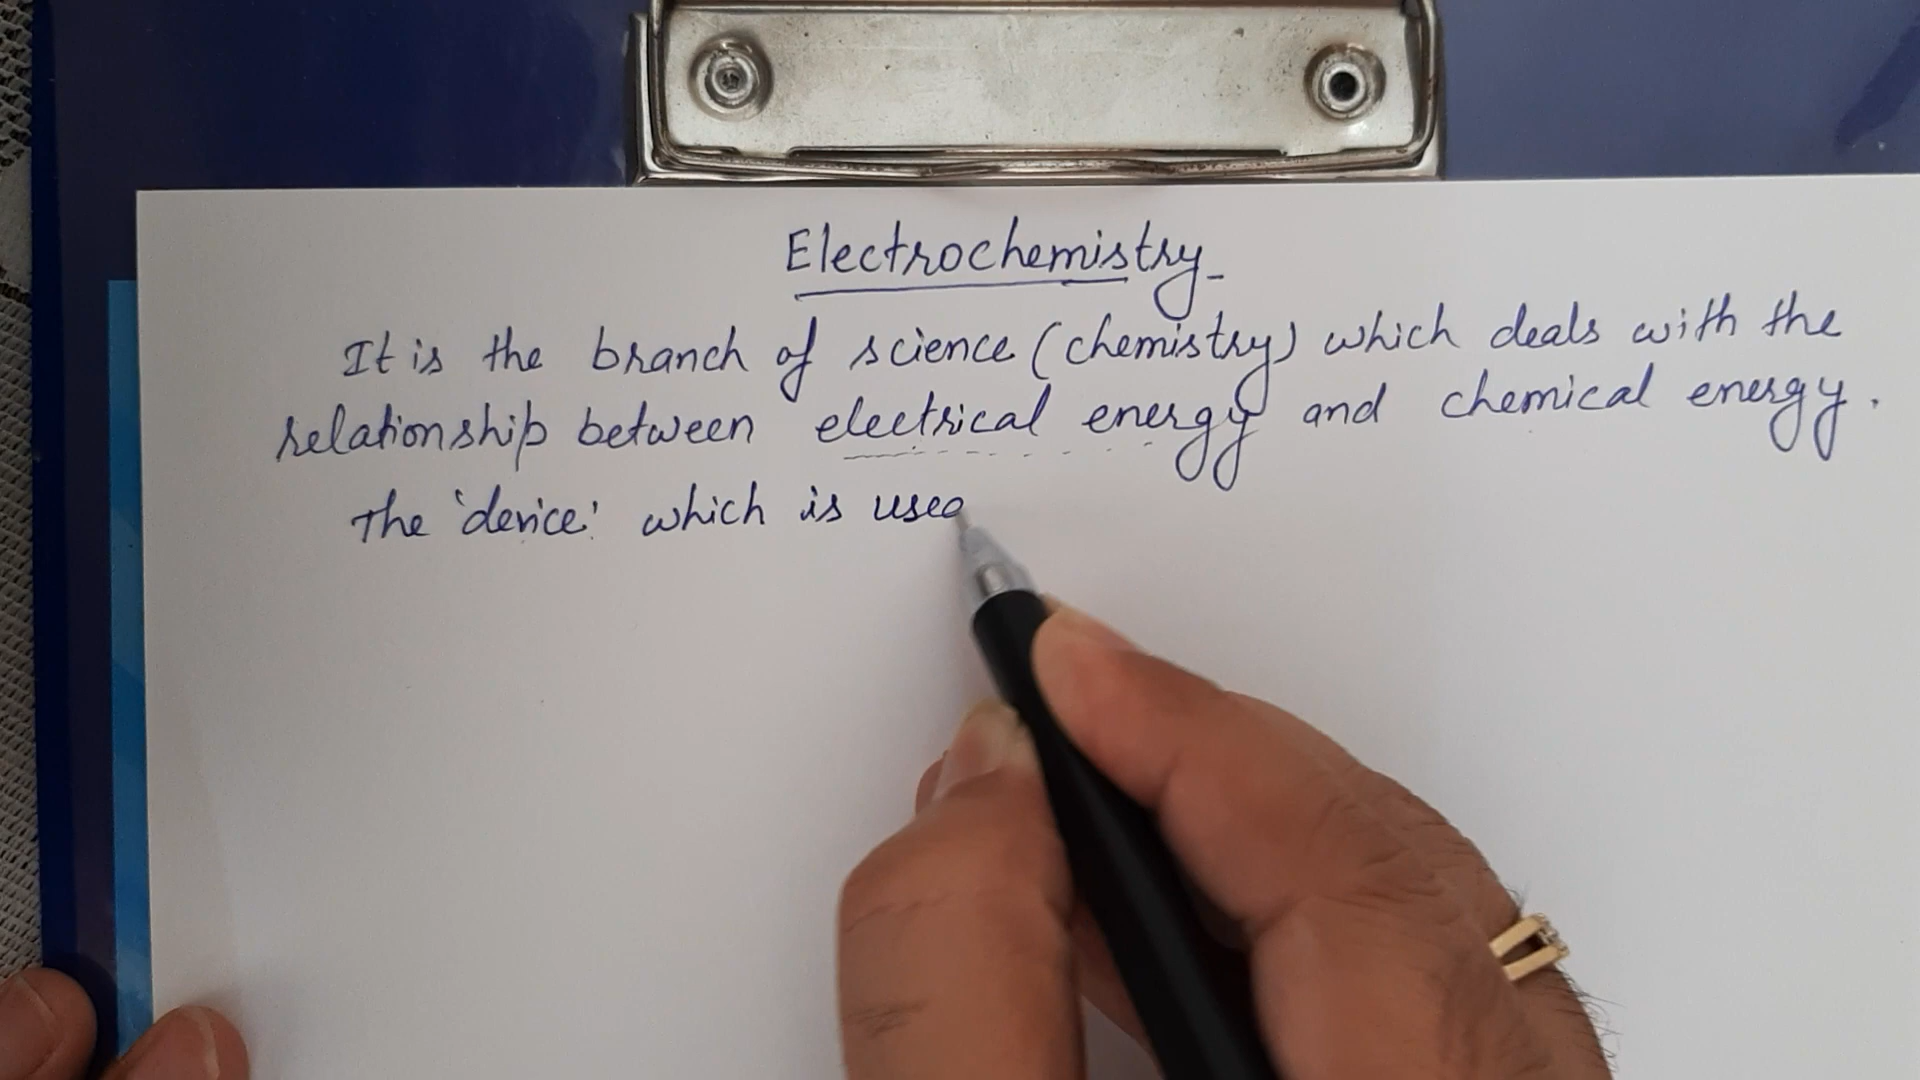 Electrochemistry
It is the branch of science (chemistry) which deals with the
relationship between electrical energy and chemical energy.
The 'device' which is use